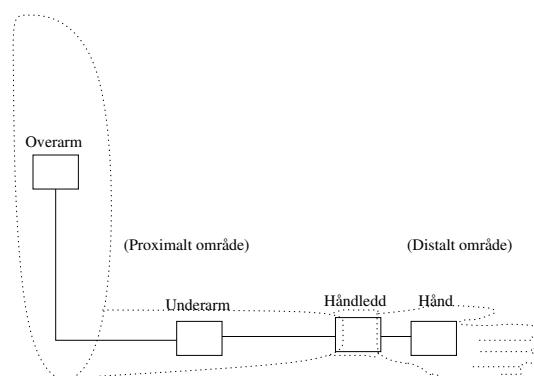 Overarm
(Proximalt område)
(Distalt område)
Underarm
Håndledd
Hånd